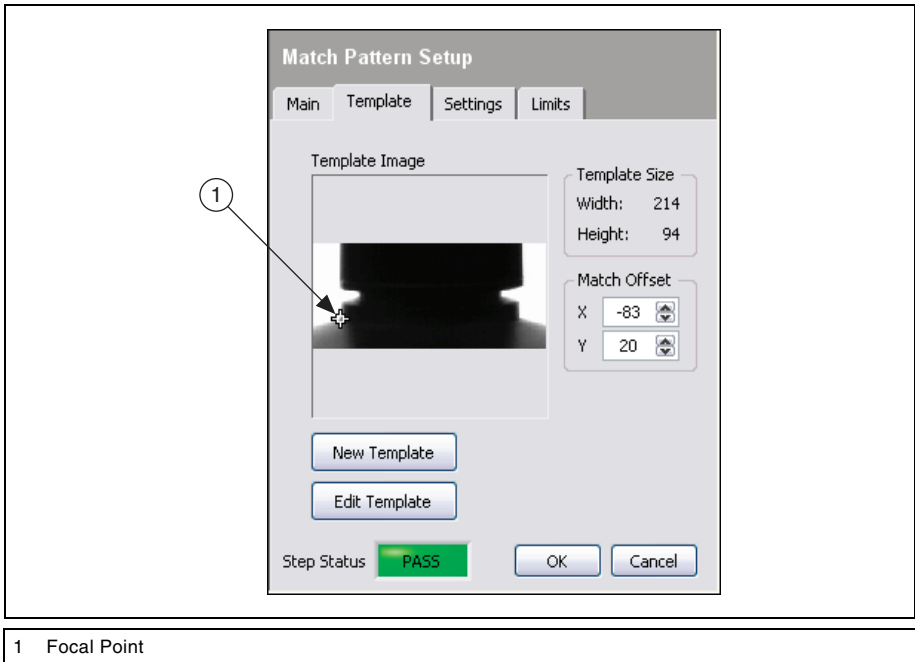 Match Pattern Setup
Main Template Settings Limits
Template Image
1
Template Size
Width: 214
Height: 94
Match Offset
X -83
Y 20
New Template
Edit Template
Step Status PASS OK Cancel
1 Focal Point